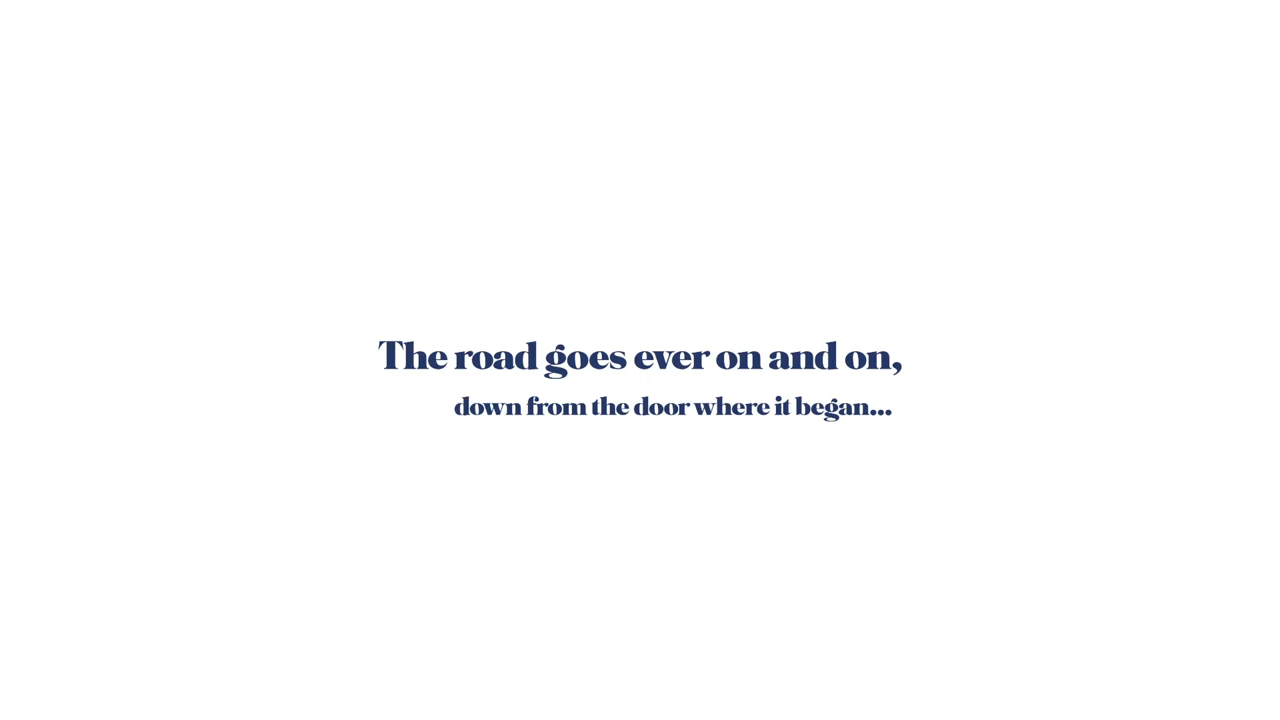 The road goes ever on and on,
down from the door where it began...